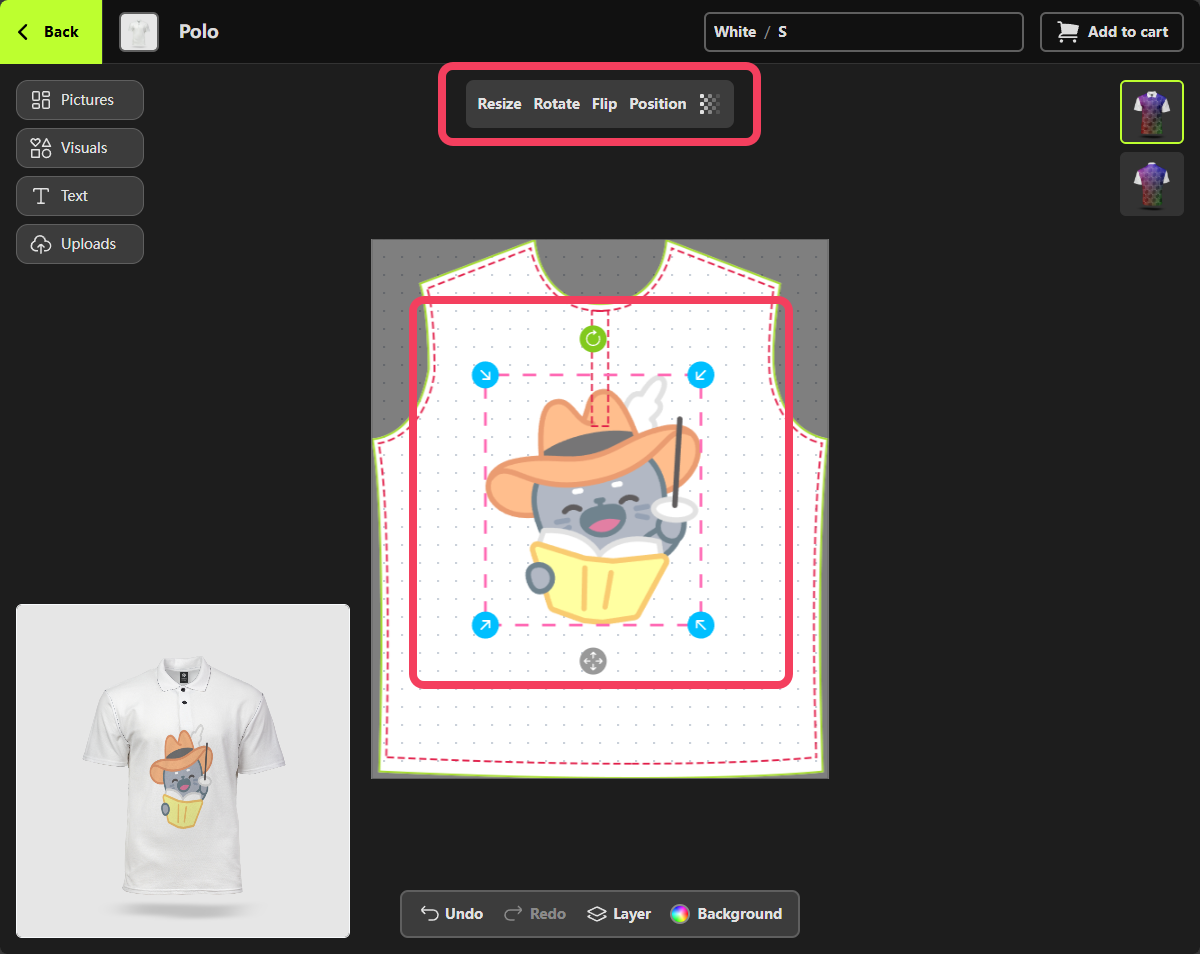 Back
Polo
White / S
Add to cart
Resize Rotate Flip Position
Pictures
Visuals
Text
Uploads
Undo Redo Layer Background